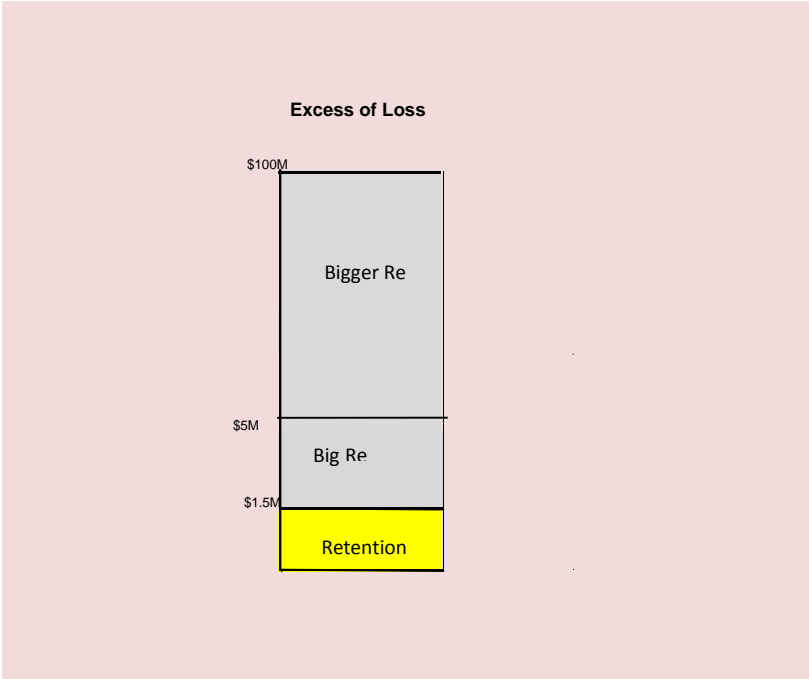 Excess of Loss
$100M
Bigger Re
$5M
Big Re
$1.5M
Retention